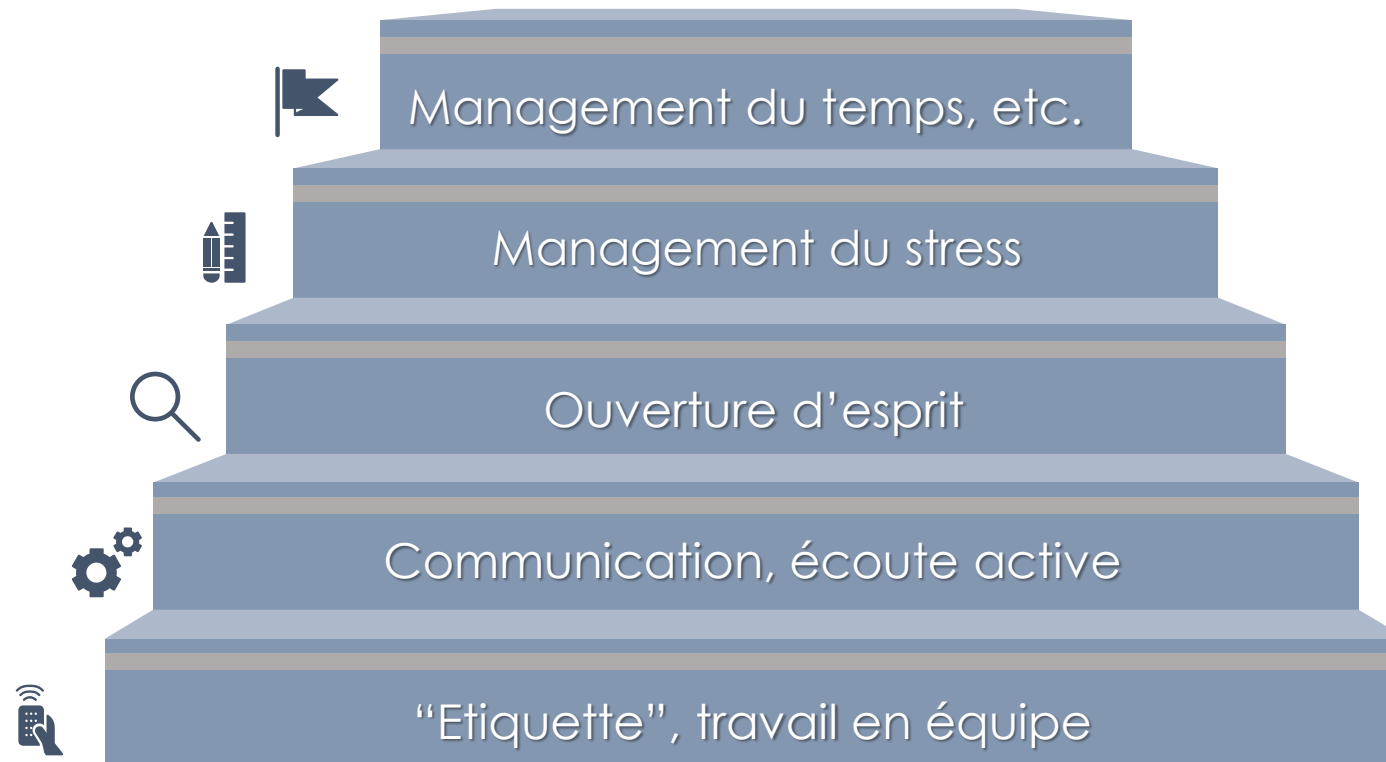 Management du temps, etc.
Management du stress
Ouverture d’esprit
Communication, écoute active
“Etiquette”, travail en équipe